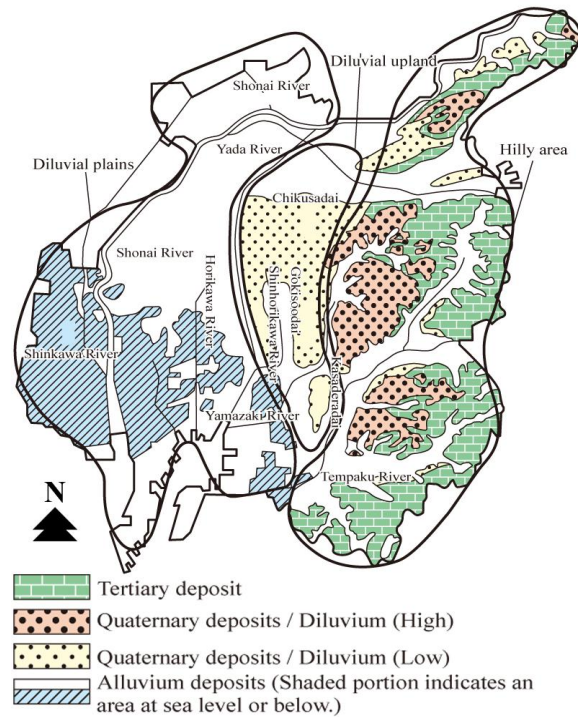 Shonai River
Diluvial upland
Yada River
Hilly area
Diluvial plains
Chikusadai
Shonai River
Horikawa River
Shinhorikawa River
Gokisoodai
Shinkawa River
Kasaderadai
Yamazaki River
Tempaku River
N
Tertiary deposit
Quaternary deposits / Diluvium (High)
Quaternary deposits / Diluvium (Low)
Alluvium deposits (Shaded portion indicates an
area at sea level or below.)